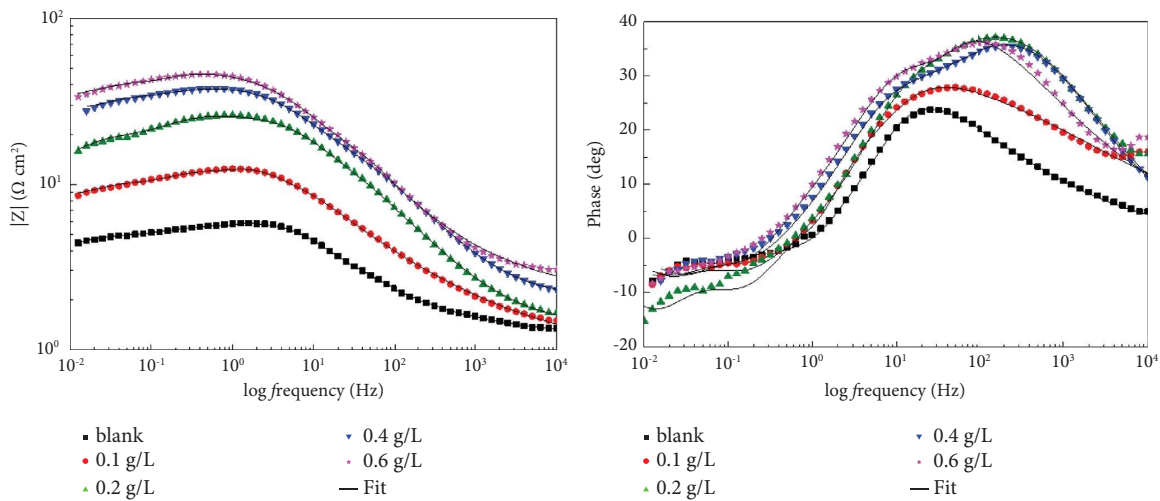 10²
10¹
10⁰
|Z| (Ω cm²)
10⁻² 10⁻¹ 10⁰ 10¹ 10² 10³ 10⁴
log frequency (Hz)
blank 0.4 g/L
0.1 g/L 0.6 g/L
0.2 g/L Fit
40
30
20
10
0
-10
-20
Phase (deg)
10⁻² 10⁻¹ 10⁰ 10¹ 10² 10³ 10⁴
log frequency (Hz)
blank 0.4 g/L
0.1 g/L 0.6 g/L
0.2 g/L Fit